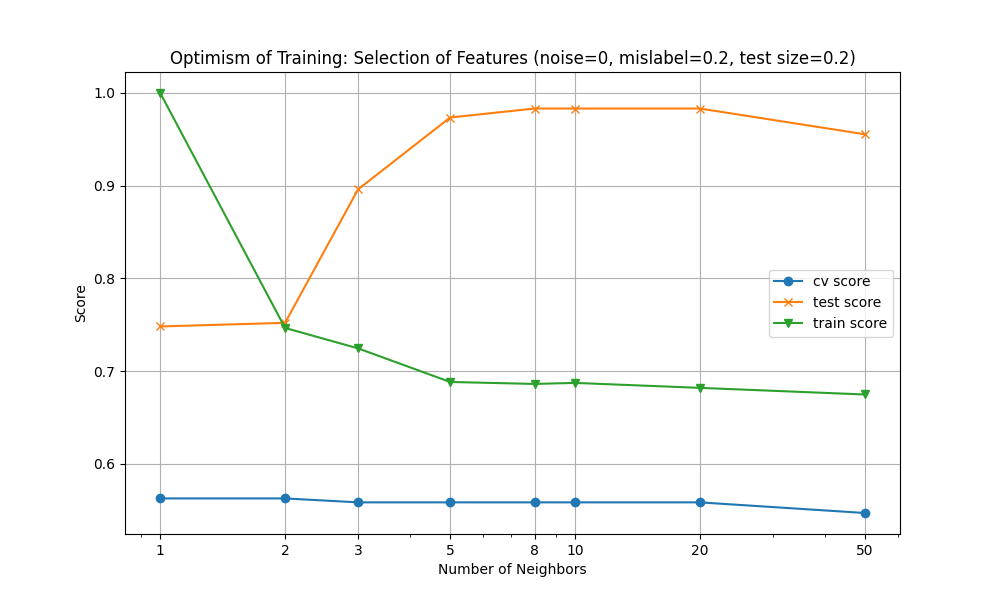 Optimism of Training: Selection of Features (noise=0, mislabel=0.2, test size=0.2)
1.0
0.9
0.8
0.7
0.6
Score
cv score
test score
train score
1 2 3 5 8 10 20 50
Number of Neighbors